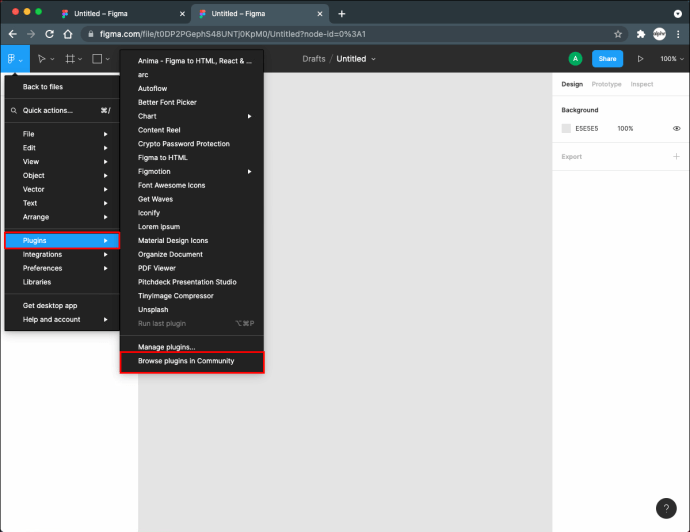 Untitled – Figma
Untitled – Figma
figma.com/file/t0DP2PGephS48UNTj0KpM0/Untitled?node-id=0%3A1
alphr
Drafts / Untitled
A
Share
100%
Back to files
Quick actions... ⌘/
File
Edit
View
Object
Vector
Text
Arrange
Plugins
Integrations
Preferences
Libraries
Get desktop app
Help and account
Anima - Figma to HTML, React & ...
arc
Autoflow
Better Font Picker
Chart
Content Reel
Crypto Password Protection
Figma to HTML
Figmotion
Font Awesome Icons
Get Waves
Iconify
Lorem ipsum
Material Design Icons
Organize Document
PDF Viewer
Pitchdeck Presentation Studio
TinyImage Compressor
Unsplash
Run last plugin ⌥⌘P
Manage plugins...
Browse plugins in Community
Design Prototype Inspect
Background
E5E5E5 100%
Export
?